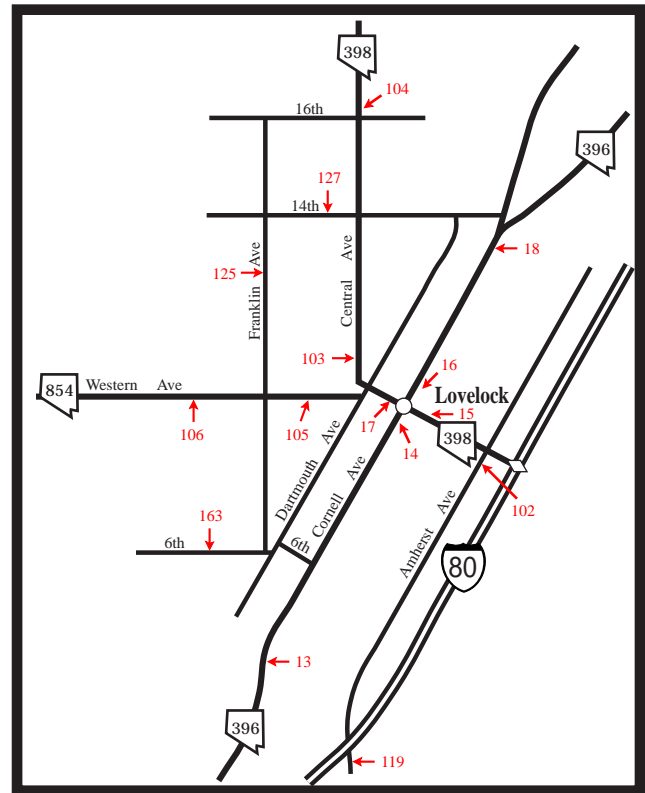 398
104
16th
396
127
14th
18
Franklin Ave
125
Central Ave
103
16
854
Western Ave
Lovelock
15
17
398
106
105
14
102
Dartmouth Ave
Cornell Ave
Amherst Ave
163
6th
6th
80
13
396
119